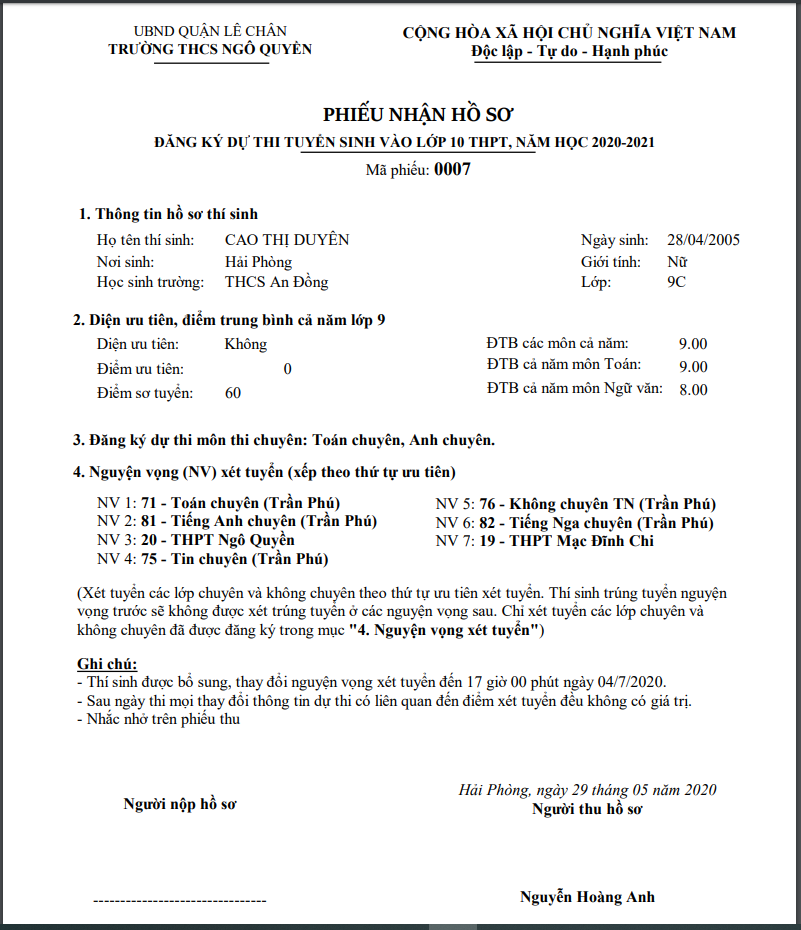 UBND QUẬN LÊ CHÂN
TRƯỜNG THCS NGÔ QUYỀN
CỘNG HÒA XÃ HỘI CHỦ NGHĨA VIỆT NAM
Độc lập - Tự do - Hạnh phúc
PHIẾU NHẬN HỒ SƠ
ĐĂNG KÝ DỰ THI TUYỂN SINH VÀO LỚP 10 THPT, NĂM HỌC 2020-2021
Mã phiếu: 0007
1. Thông tin hồ sơ thí sinh
Họ tên thí sinh: CAO THỊ DUYÊN Ngày sinh: 28/04/2005
Nơi sinh: Hải Phòng Giới tính: Nữ
Học sinh trường: THCS An Đồng Lớp: 9C
2. Diện ưu tiên, điểm trung bình cả năm lớp 9
Diện ưu tiên: Không ĐTB các môn cả năm: 9.00
Điểm ưu tiên: 0 ĐTB cả năm môn Toán: 9.00
Điểm sơ tuyển: 60 ĐTB cả năm môn Ngữ văn: 8.00
3. Đăng ký dự thi môn thi chuyên: Toán chuyên, Anh chuyên.
4. Nguyện vọng (NV) xét tuyển (xếp theo thứ tự ưu tiên)
NV 1: 71 - Toán chuyên (Trần Phú)
NV 2: 81 - Tiếng Anh chuyên (Trần Phú)
NV 3: 20 - THPT Ngô Quyền
NV 4: 75 - Tin chuyên (Trần Phú)
NV 5: 76 - Không chuyên TN (Trần Phú)
NV 6: 82 - Tiếng Nga chuyên (Trần Phú)
NV 7: 19 - THPT Mạc Đĩnh Chi
(Xét tuyển các lớp chuyên và không chuyên theo thứ tự ưu tiên xét tuyển. Thí sinh trúng tuyển nguyện
vọng trước sẽ không được xét trúng tuyển ở các nguyện vọng sau. Chỉ xét tuyển các lớp chuyên và
không chuyên đã được đăng ký trong mục "4. Nguyện vọng xét tuyển")
Ghi chú:
- Thí sinh được bổ sung, thay đổi nguyện vọng xét tuyển đến 17 giờ 00 phút ngày 04/7/2020.
- Sau ngày thi mọi thay đổi thông tin dự thi có liên quan đến điểm xét tuyển đều không có giá trị.
- Nhắc nhở trên phiếu thu
Hải Phòng, ngày 29 tháng 05 năm 2020
Người nộp hồ sơ
Người thu hồ sơ
--------------------------------
Nguyễn Hoàng Anh